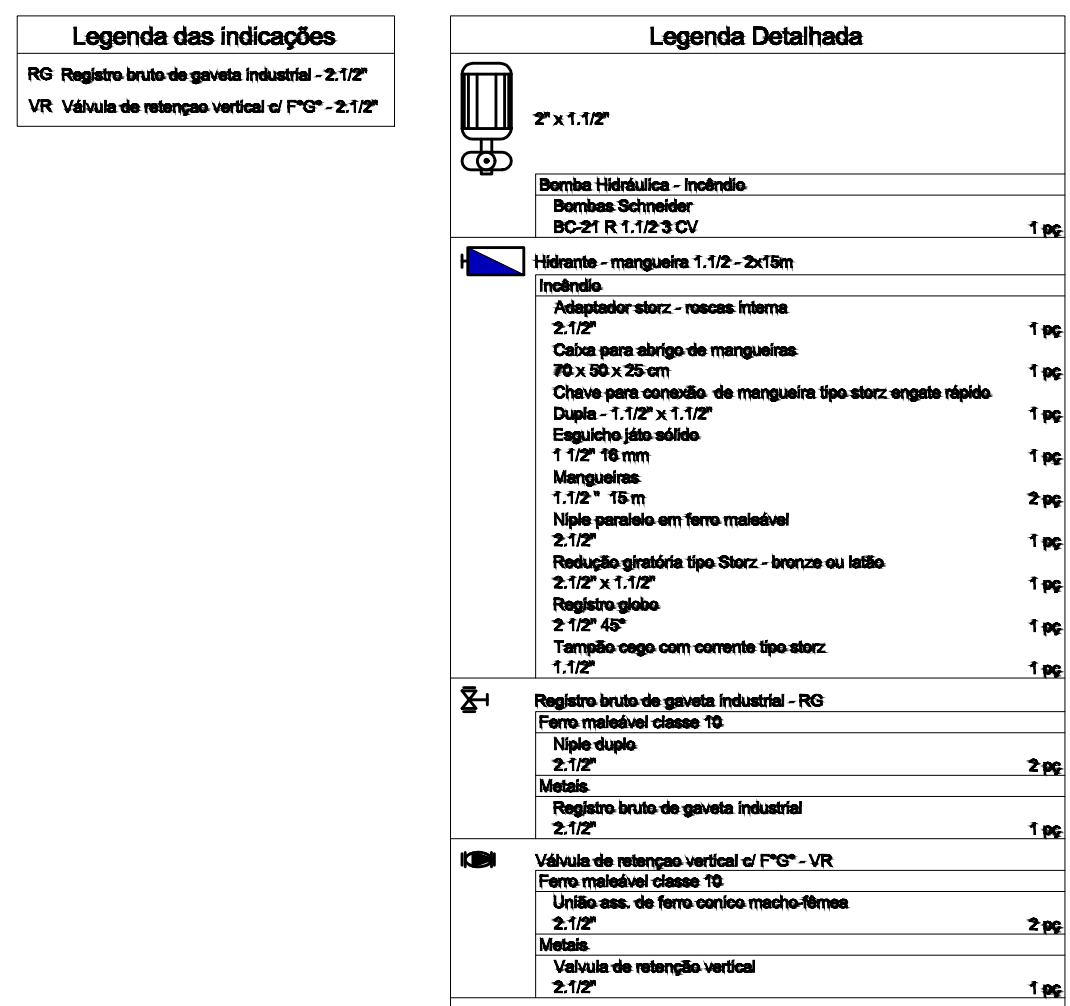 Legenda das indicações
RG Registro bruto de gaveta industrial - 2.1/2"
VR Válvula de retençao vertical c/ F°G° - 2.1/2"
Legenda Detalhada
2" x 1.1/2"
Bomba Hidráulica - Incêndio
Bombas Schneider
BC-21 R 1.1/2 3 CV 1 pç
Hidrante - mangueira 1.1/2 - 2x15m
Incêndio
Adaptador storz - roscas interna
2.1/2" 1 pç
Caixa para abrigo de mangueiras
70 x 50 x 25 cm 1 pç
Chave para conexão de mangueira tipo storz engate rápido
Dupla - 1.1/2" x 1.1/2" 1 pç
Esguicho játo sólido
1 1/2" 16 mm 1 pç
Mangueiras
1.1/2 " 15 m 2 pç
Niple paralelo em ferro maleável
2.1/2" 1 pç
Redução giratória tipo Storz - bronze ou latão
2.1/2" x 1.1/2" 1 pç
Registro globo
2 1/2" 45° 1 pç
Tampão cego com corrente tipo storz
1.1/2" 1 pç
Registro bruto de gaveta industrial - RG
Ferro maleável classe 10
Niple duplo
2.1/2" 2 pç
Metais
Registro bruto de gaveta industrial
2.1/2" 1 pç
Válvula de retençao vertical c/ F°G° - VR
Ferro maleável classe 10
União ass. de ferro conico macho-fêmea
2.1/2" 2 pç
Metais
Valvula de retenção vertical
2.1/2" 1 pç